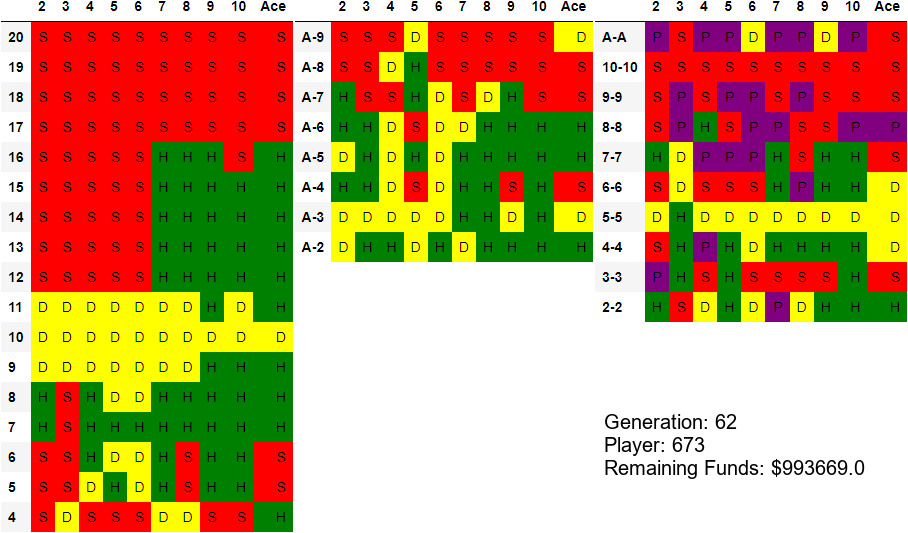 2 3 4 5 6 7 8 9 10 Ace
20 S S S S S S S S S S
19 S S S S S S S S S S
18 S S S S S S S S S S
17 S S S S S S S S S S
16 S S S S S H H H S H
15 S S S S S H H H H H
14 S S S S S H H H H H
13 S S S S S H H H H H
12 S S S S S H H H H H
11 D D D D D D D H D H
10 D D D D D D D D D D
9 D D D D D D D H H H
8 H S H D D H H H H H
7 H S H H H H H H H H
6 S S H D D H S H H S
5 S S D H D H S H H S
4 S D S S S D D S S H
2 3 4 5 6 7 8 9 10 Ace
A-9 S S S D S S S S S D
A-8 S S D H S S S S S S
A-7 H S S H D S D H S S
A-6 H H D S D D H H H H
A-5 D H D H D H H H H H
A-4 H H D S D H H S H S
A-3 D D D D D H H D H D
A-2 D H H D H D H H H H
2 3 4 5 6 7 8 9 10 Ace
A-A P S P P D P P D P S
10-10 S S S S S S S S S S
9-9 S P S P P S P S S S
8-8 S P H S P P S S P P
7-7 H D P P P H S H H S
6-6 S D S S S H P H H D
5-5 D H D D D D D D D D
4-4 S H P H D H H H H D
3-3 P H S H S S S S H S
2-2 H S D H D P D H H H
Generation: 62
Player: 673
Remaining Funds: $993669.0